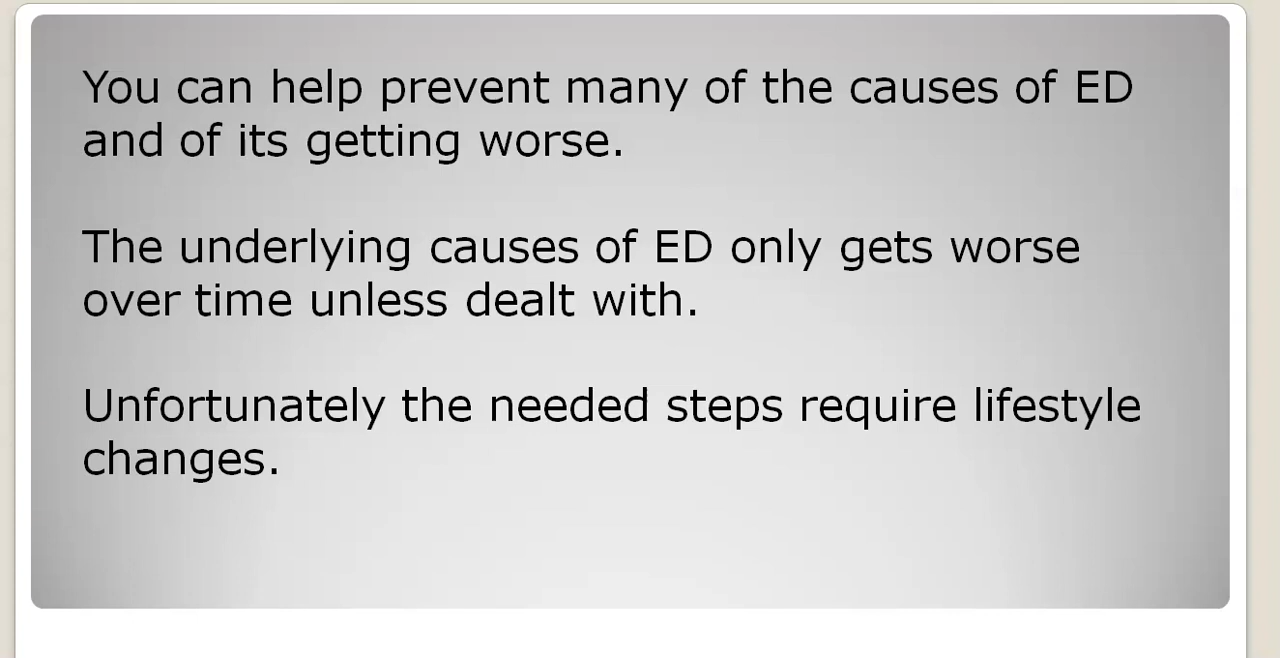 You can help prevent many of the causes of ED
and of its getting worse.
The underlying causes of ED only gets worse
over time unless dealt with.
Unfortunately the needed steps require lifestyle
changes.